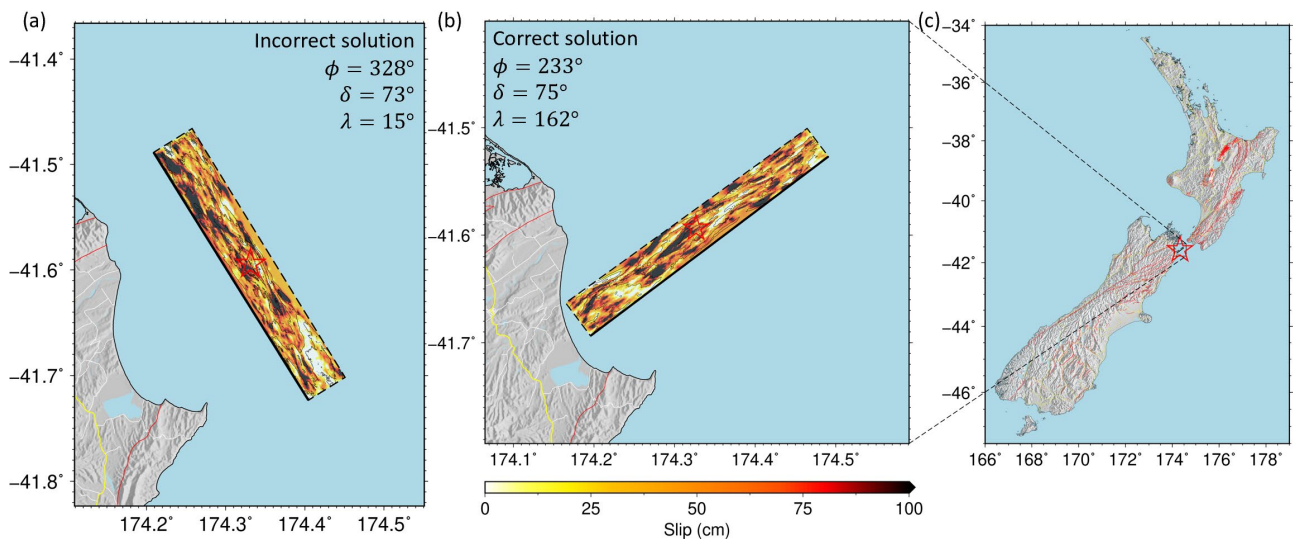 (a)
Incorrect solution
ϕ = 328°
δ = 73°
λ = 15°
−41.4°
−41.5°
−41.6°
−41.7°
−41.8°
174.2° 174.3° 174.4° 174.5°
(b)
Correct solution
ϕ = 233°
δ = 75°
λ = 162°
−41.5°
−41.6°
−41.7°
174.1° 174.2° 174.3° 174.4° 174.5°
0 25 50 75 100
Slip (cm)
(c)
−34°
−36°
−38°
−40°
−42°
−44°
−46°
166° 168° 170° 172° 174° 176° 178°